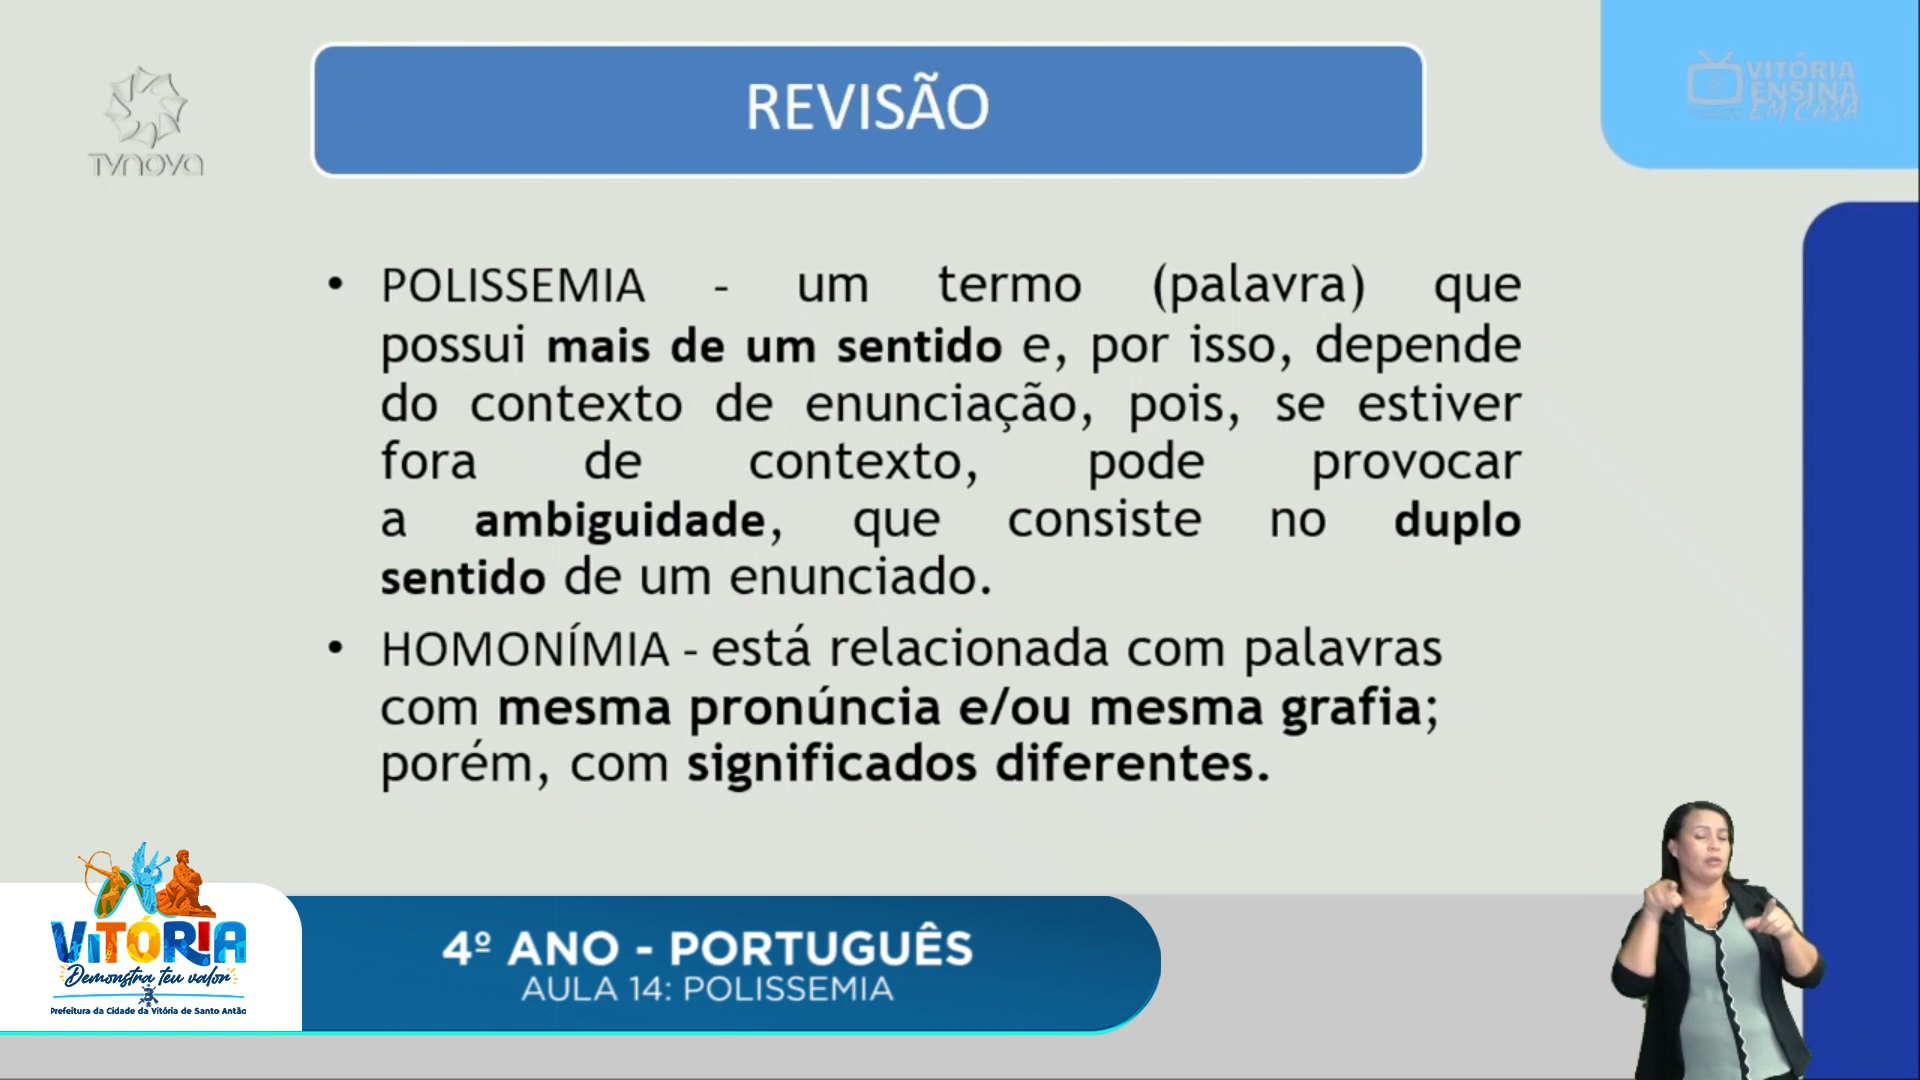 REVISÃO
TVNOVA
VITÓRIA
ENSINA
EM CASA
• POLISSEMIA - um termo (palavra) que
possui mais de um sentido e, por isso, depende
do contexto de enunciação, pois, se estiver
fora de contexto, pode provocar
a ambiguidade, que consiste no duplo
sentido de um enunciado.
• HOMONÍMIA - está relacionada com palavras
com mesma pronúncia e/ou mesma grafia;
porém, com significados diferentes.
VITÓRIA
Demonstra teu valor
Prefeitura da Cidade da Vitória de Santo Antão
4º ANO - PORTUGUÊS
AULA 14: POLISSEMIA